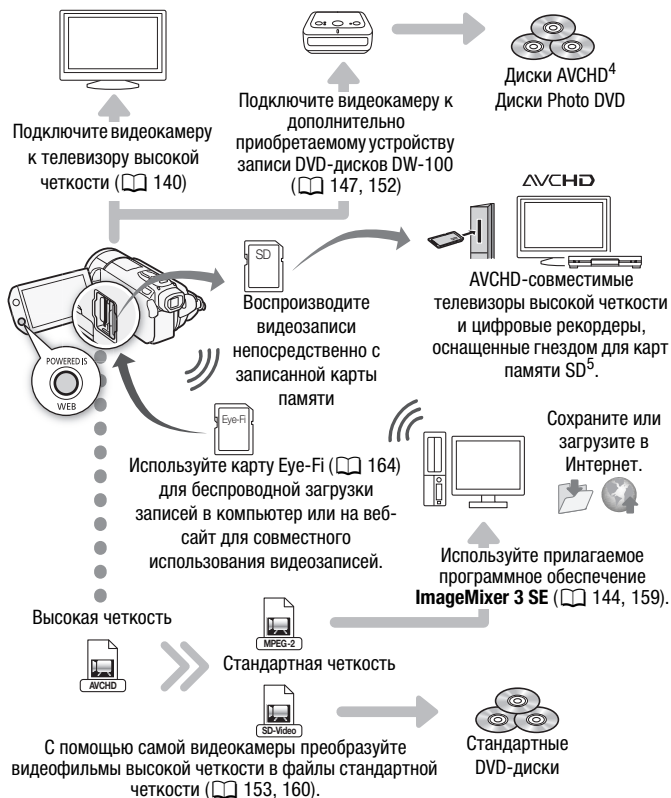 Диски AVCHD4
Диски Photo DVD
Подключите видеокамеру
к телевизору высокой
четкости (140)
Подключите видеокамеру к
дополнительно
приобретаемому устройству
записи DVD-дисков DW-100
(147, 152)
AVCHD
SD
Воспроизводите
видеозаписи
непосредственно с
записанной карты
памяти
AVCHD-совместимые
телевизоры высокой четкости
и цифровые рекордеры,
оснащенные гнездом для карт
памяти SD5.
POWERED IS
WEB
Eye-Fi
Используйте карту Eye-Fi (164)
для беспроводной загрузки
записей в компьютер или на веб-
сайт для совместного
использования видеозаписей.
Сохраните или
загрузите в
Интернет.
Используйте прилагаемое
программное обеспечение
ImageMixer 3 SE (144, 159).
Высокая четкость
AVCHD
MPEG-2
Стандартная четкость
SD-Video
С помощью самой видеокамеры преобразуйте
видеофильмы высокой четкости в файлы стандартной
четкости (153, 160).
Стандартные
DVD-диски